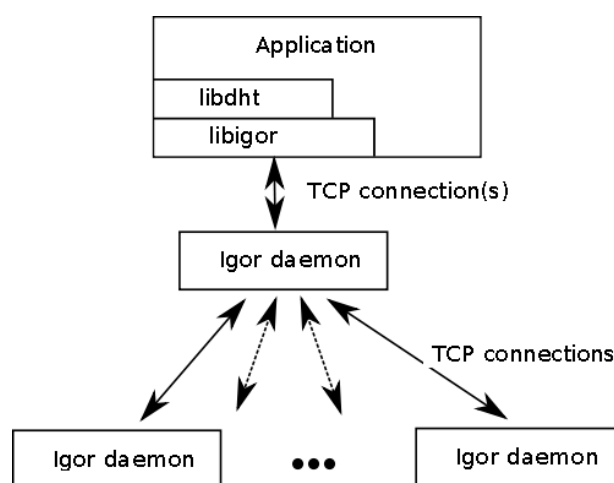 Application
libdht
libigor
TCP connection(s)
Igor daemon
TCP connections
Igor daemon
Igor daemon